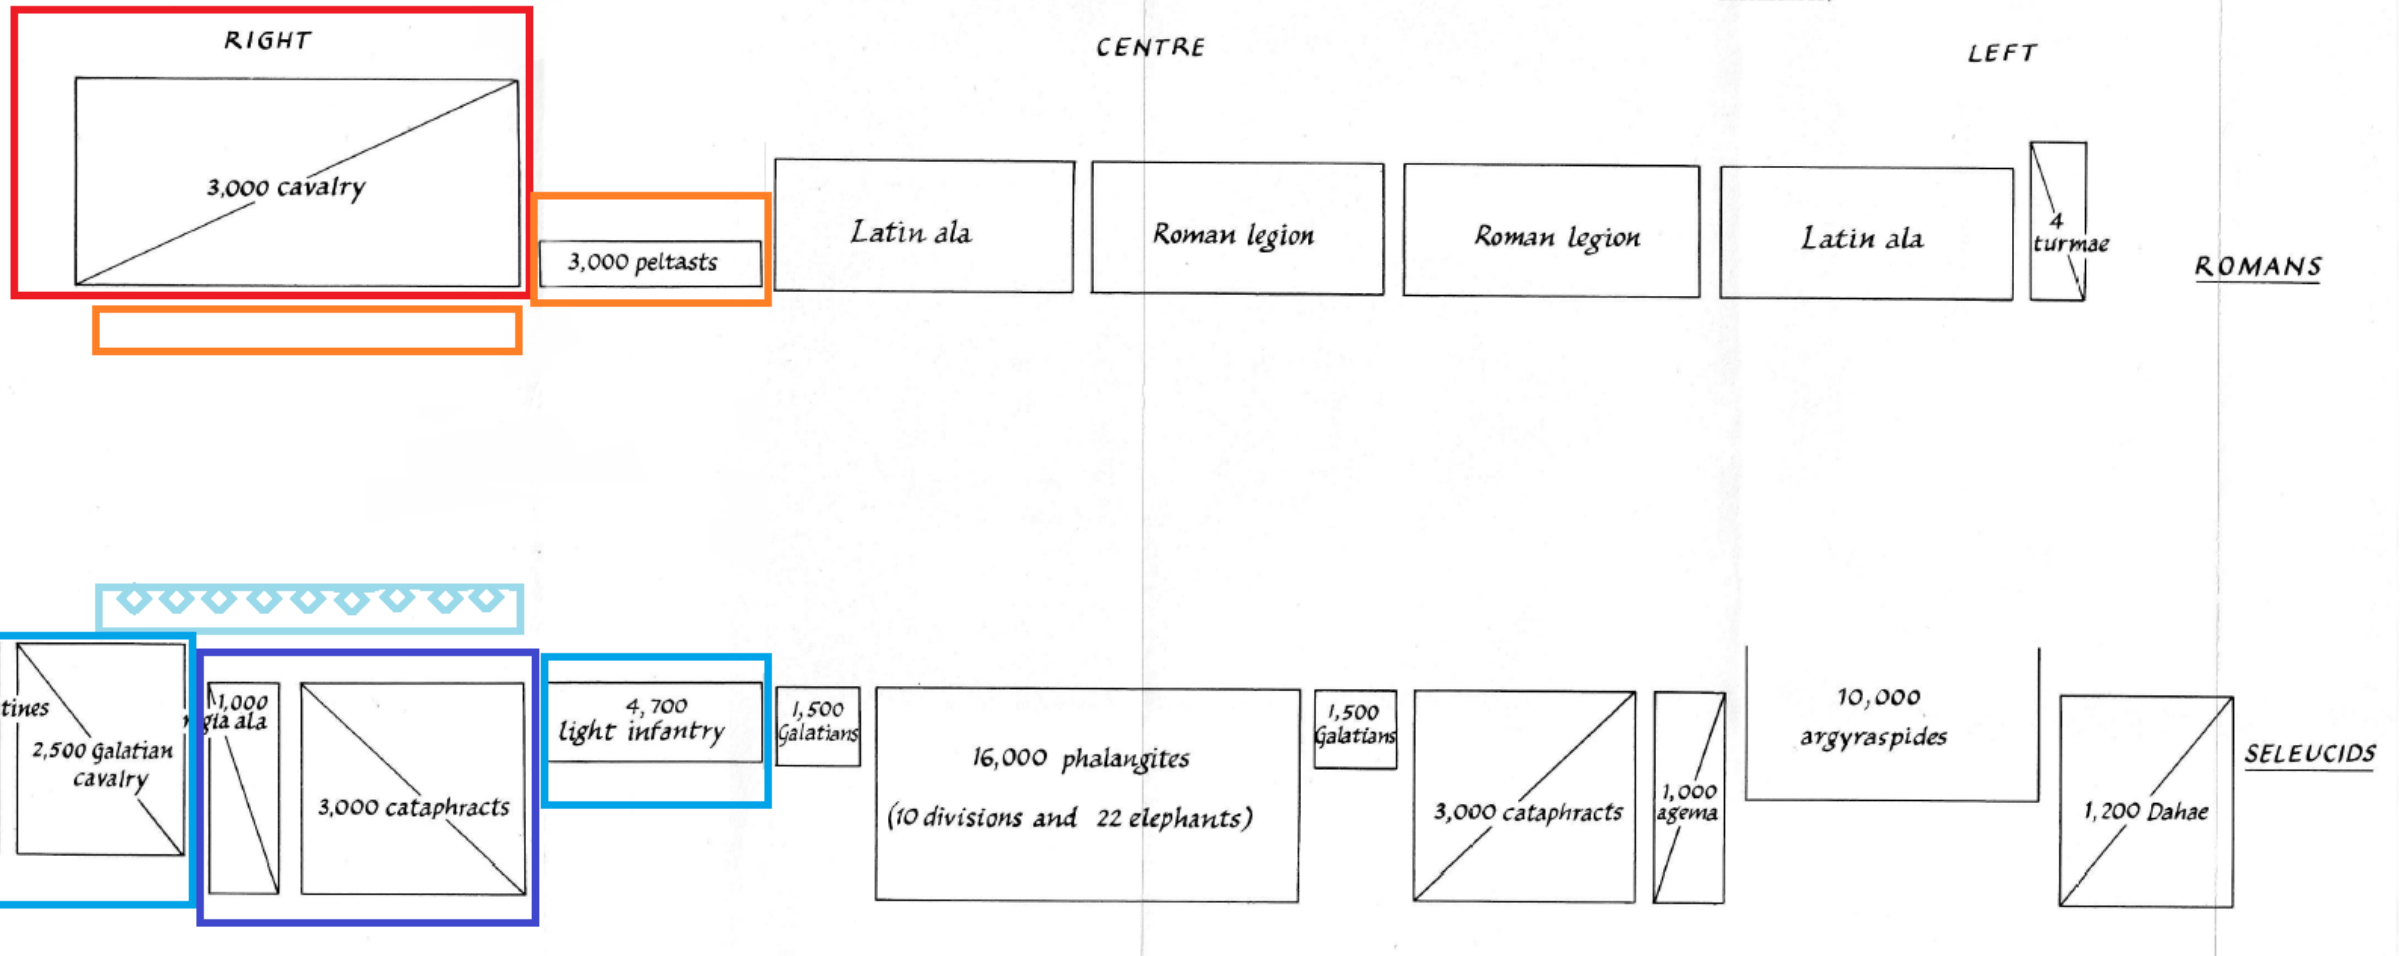 RIGHT
CENTRE
LEFT
3,000 cavalry
3,000 peltasts
Latin ala
Roman legion
Roman legion
Latin ala
4
turmae
ROMANS
tines
2,500 Galatian
cavalry
1,000
regia ala
3,000 cataphracts
4,700
light infantry
1,500
Galatians
16,000 phalangites
(10 divisions and 22 elephants)
1,500
Galatians
3,000 cataphracts
1,000
agema
10,000
argyraspides
1,200 Dahae
SELEUCIDS